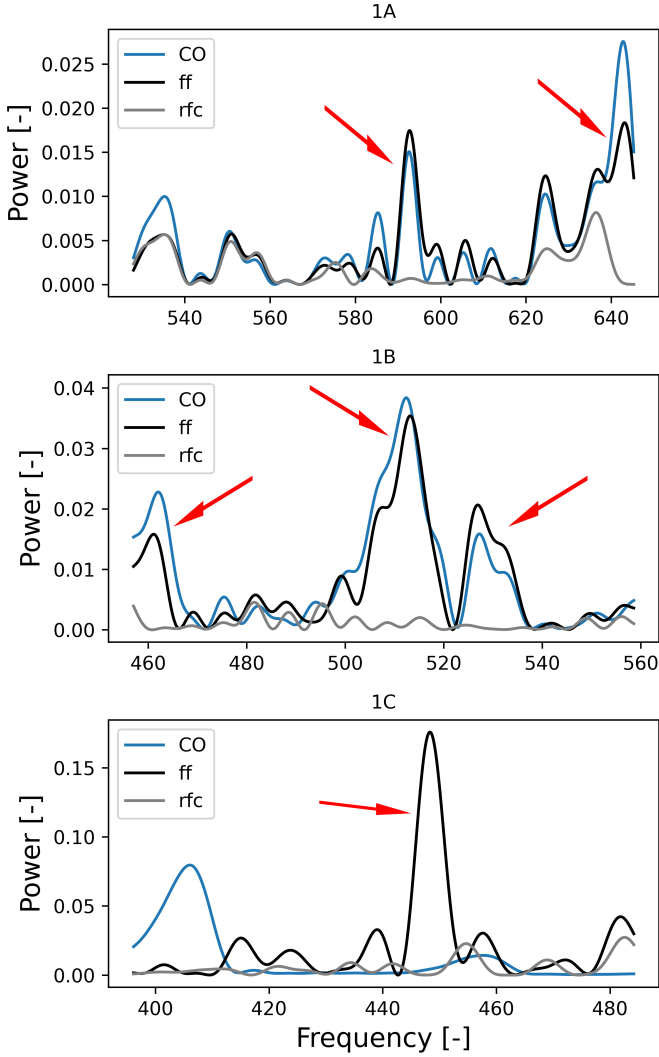 1A
CO
ff
rfc
Power [-]
0.025
0.020
0.015
0.010
0.005
0.000
540 560 580 600 620 640
1B
CO
ff
rfc
Power [-]
0.04
0.03
0.02
0.01
0.00
460 480 500 520 540 560
1C
CO
ff
rfc
Power [-]
0.15
0.10
0.05
0.00
400 420 440 460 480
Frequency [-]